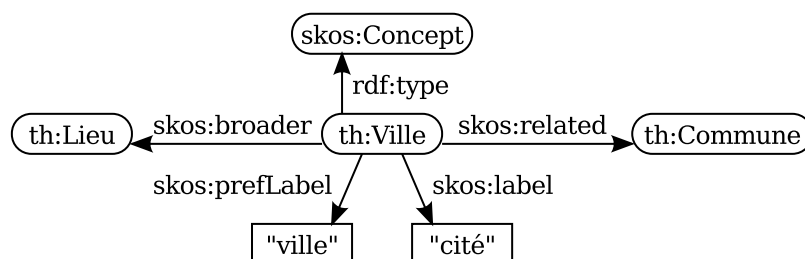 skos:Concept
rdf:type
th:Lieu skos:broader th:Ville skos:related th:Commune
skos:prefLabel skos:label
"ville" "cité"